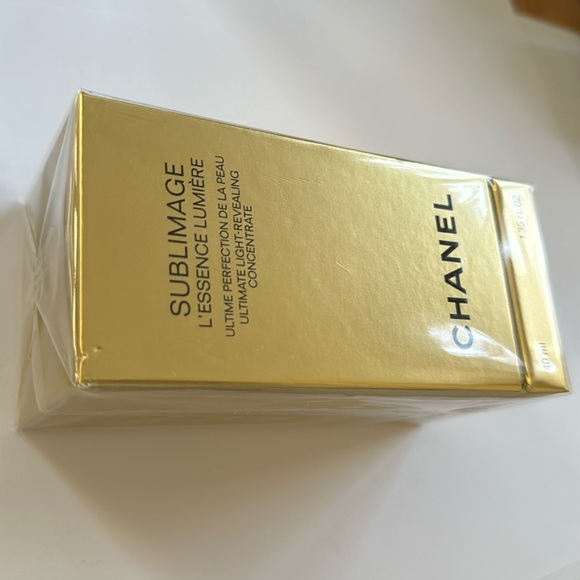 SUBLIMAGE
L'ESSENCE LUMIÈRE
ULTIME PERFECTION DE LA PEAU
ULTIMATE LIGHT-REVEALING
CONCENTRATE
CHANEL
40 ml 1.35 FL. OZ.